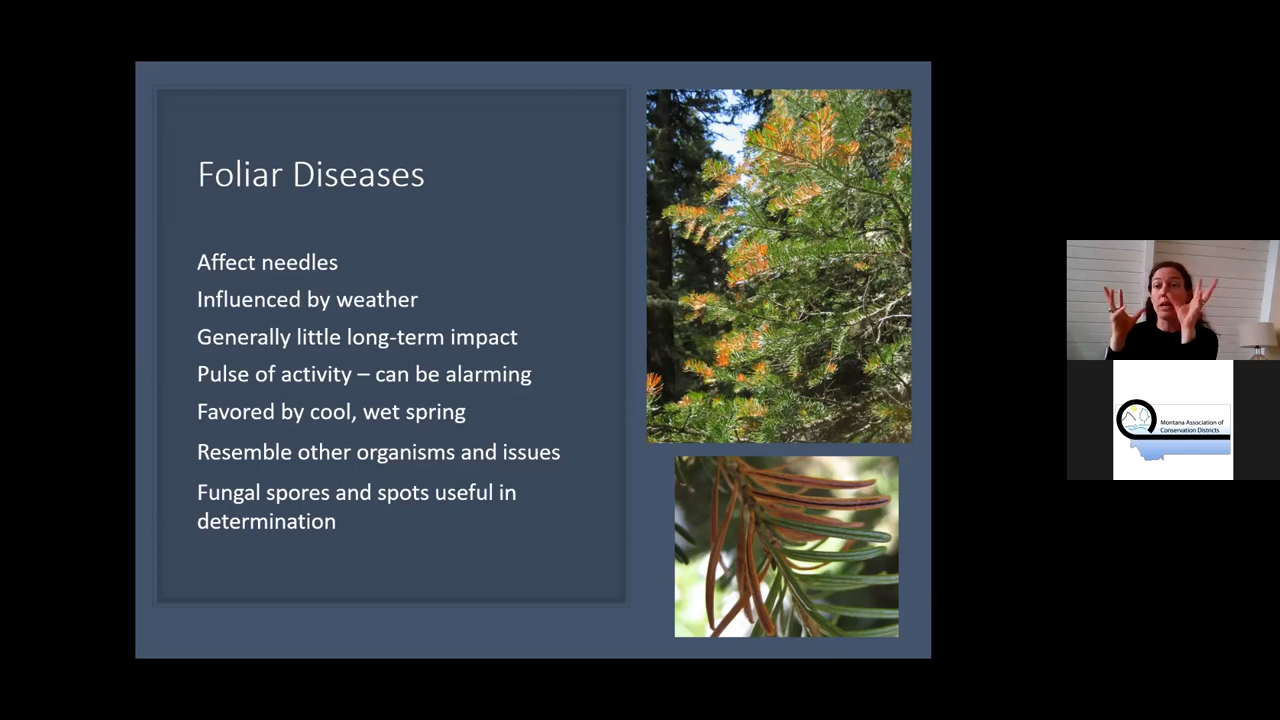 Foliar Diseases
Affect needles
Influenced by weather
Generally little long-term impact
Pulse of activity – can be alarming
Favored by cool, wet spring
Resemble other organisms and issues
Fungal spores and spots useful in
determination
Montana Association of
Conservation Districts